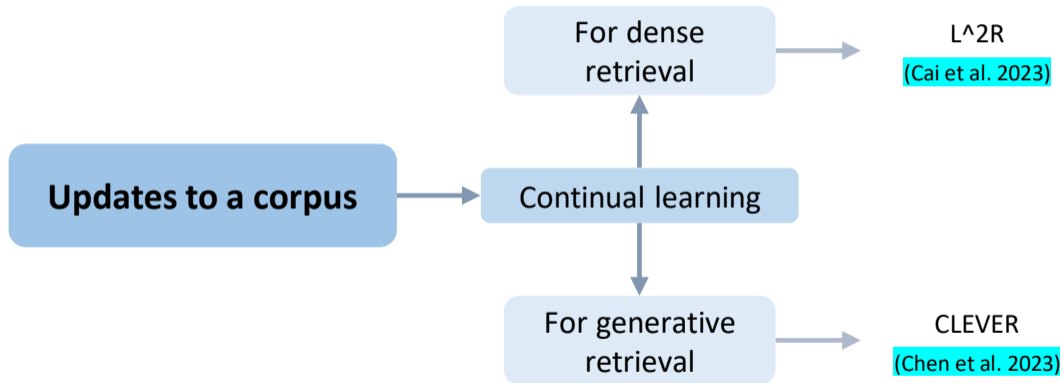 For dense
retrieval
L^2R
(Cai et al. 2023)
Updates to a corpus
Continual learning
For generative
retrieval
CLEVER
(Chen et al. 2023)